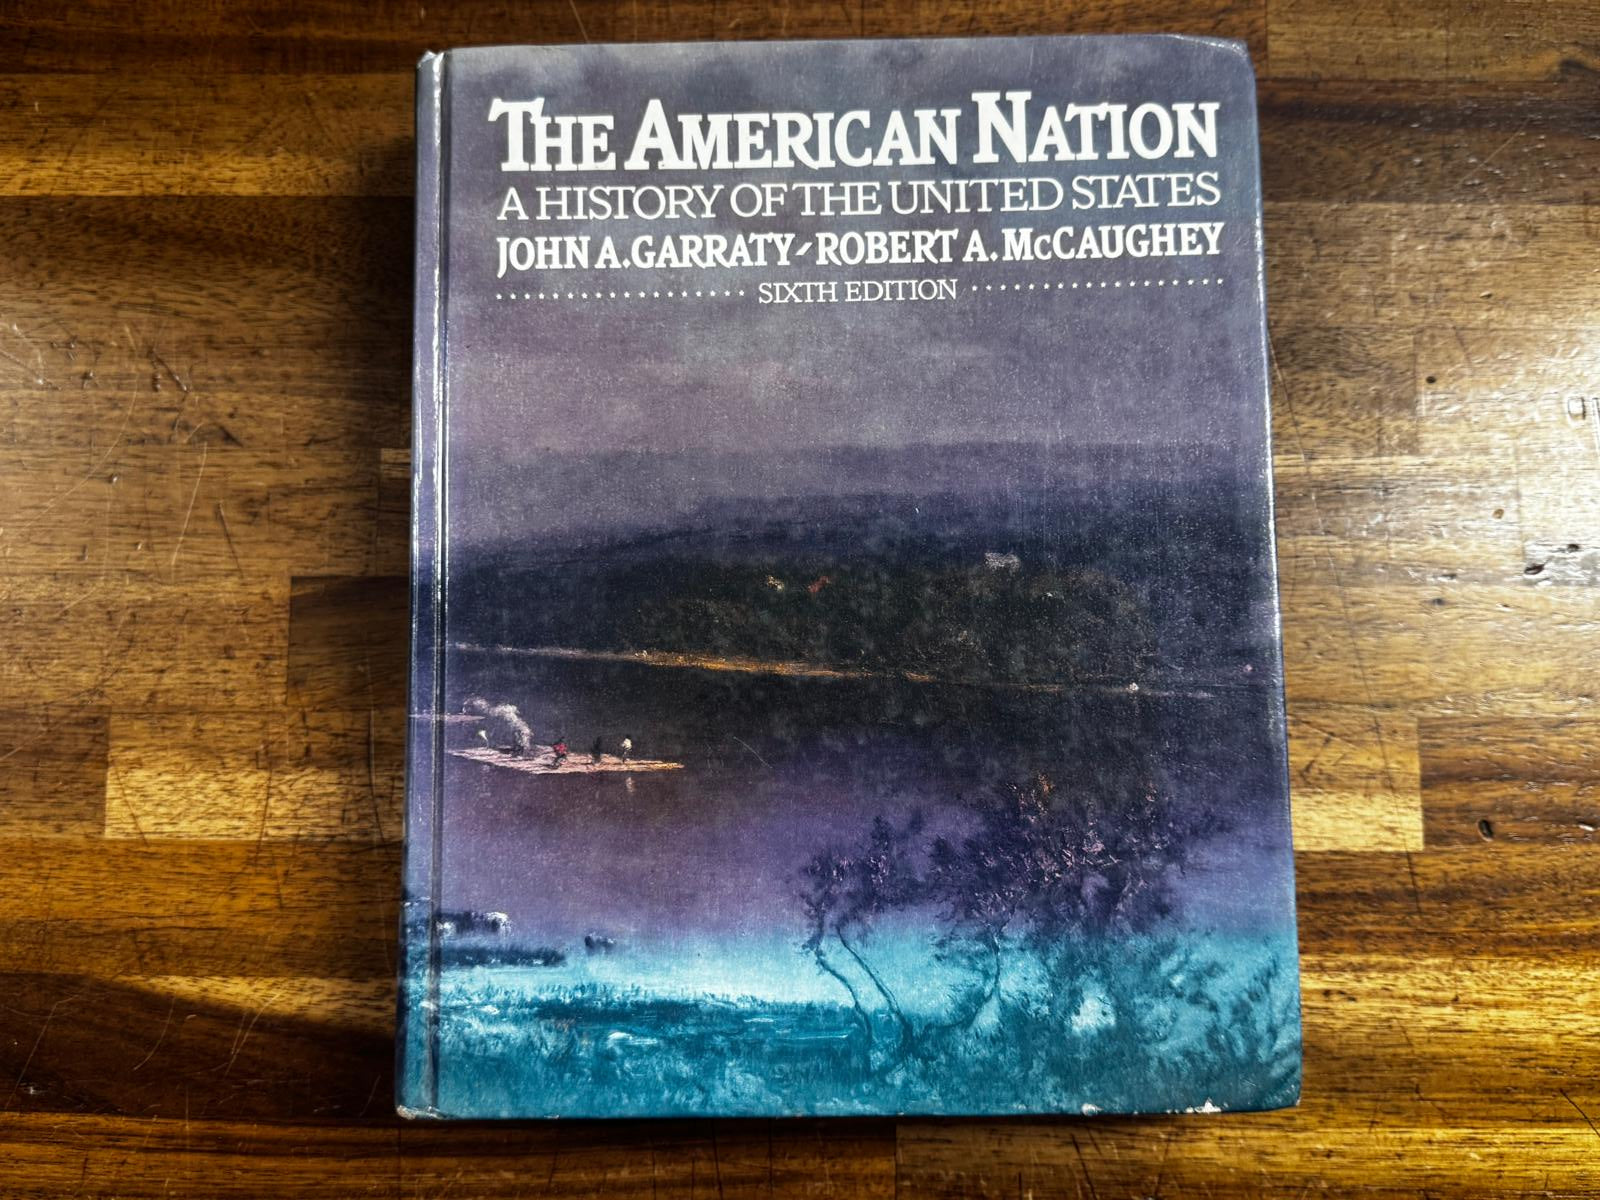 THE AMERICAN NATION
A HISTORY OF THE UNITED STATES
JOHN A. GARRATY-ROBERT A. McCAUGHEY
SIXTH EDITION